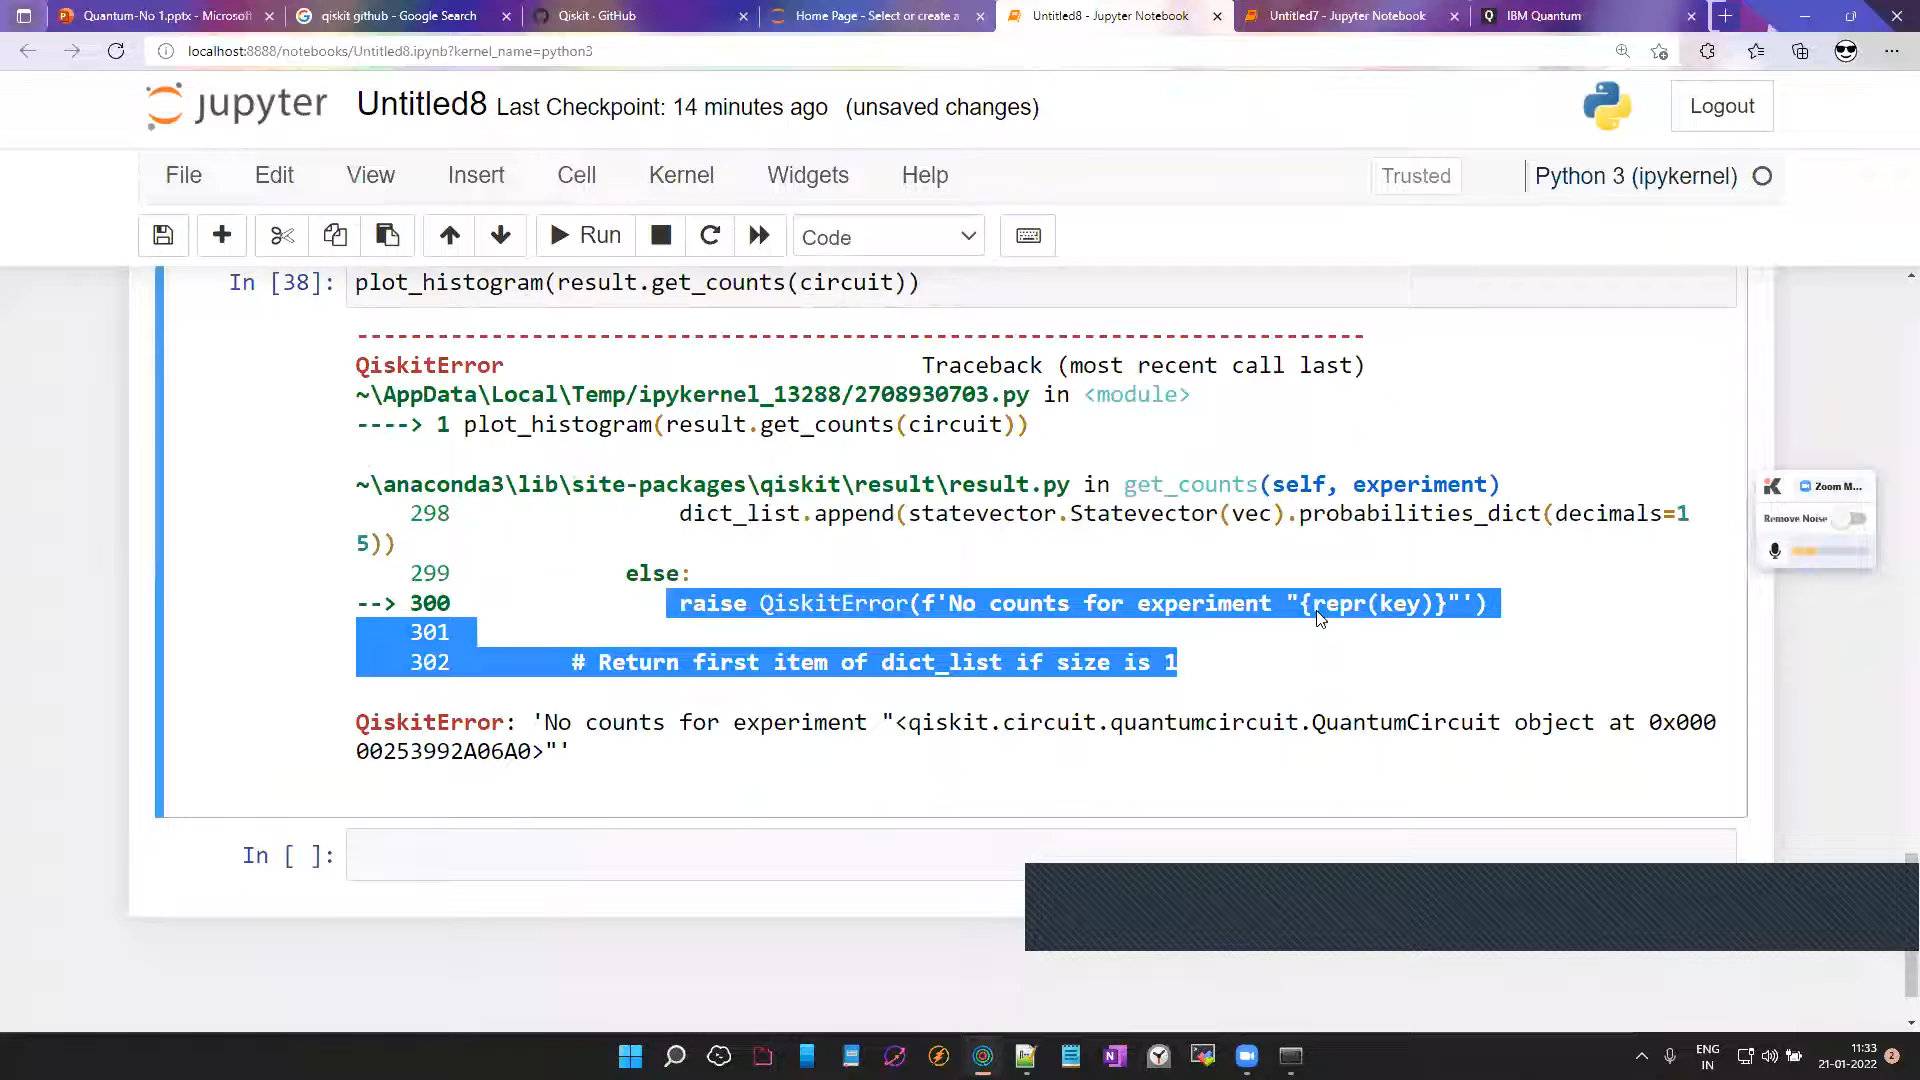 Quantum-No 1.pptx - Microsoft
qiskit github - Google Search
Qiskit · GitHub
Home Page - Select or create a
Untitled8 - Jupyter Notebook
Untitled7 - Jupyter Notebook
IBM Quantum
localhost:8888/notebooks/Untitled8.ipynb?kernel_name=python3
jupyter Untitled8 Last Checkpoint: 14 minutes ago (unsaved changes)
Logout
File Edit View Insert Cell Kernel Widgets Help
Trusted
Python 3 (ipykernel)
Run
Code
In [38]: plot_histogram(result.get_counts(circuit))
---------------------------------------------------------------------------
QiskitError Traceback (most recent call last)
~\AppData\Local\Temp/ipykernel_13288/2708930703.py in <module>
----> 1 plot_histogram(result.get_counts(circuit))
~\anaconda3\lib\site-packages\qiskit\result\result.py in get_counts(self, experiment)
298 dict_list.append(statevector.Statevector(vec).probabilities_dict(decimals=1
5))
299 else:
--> 300 raise QiskitError(f'No counts for experiment "{repr(key)}"')
301
302 # Return first item of dict_list if size is 1
QiskitError: 'No counts for experiment "<qiskit.circuit.quantumcircuit.QuantumCircuit object at 0x000
00253992A06A0>"'
In [ ]:
Zoom M...
Remove Noise
ENG
IN
11:33
21-01-2022
2